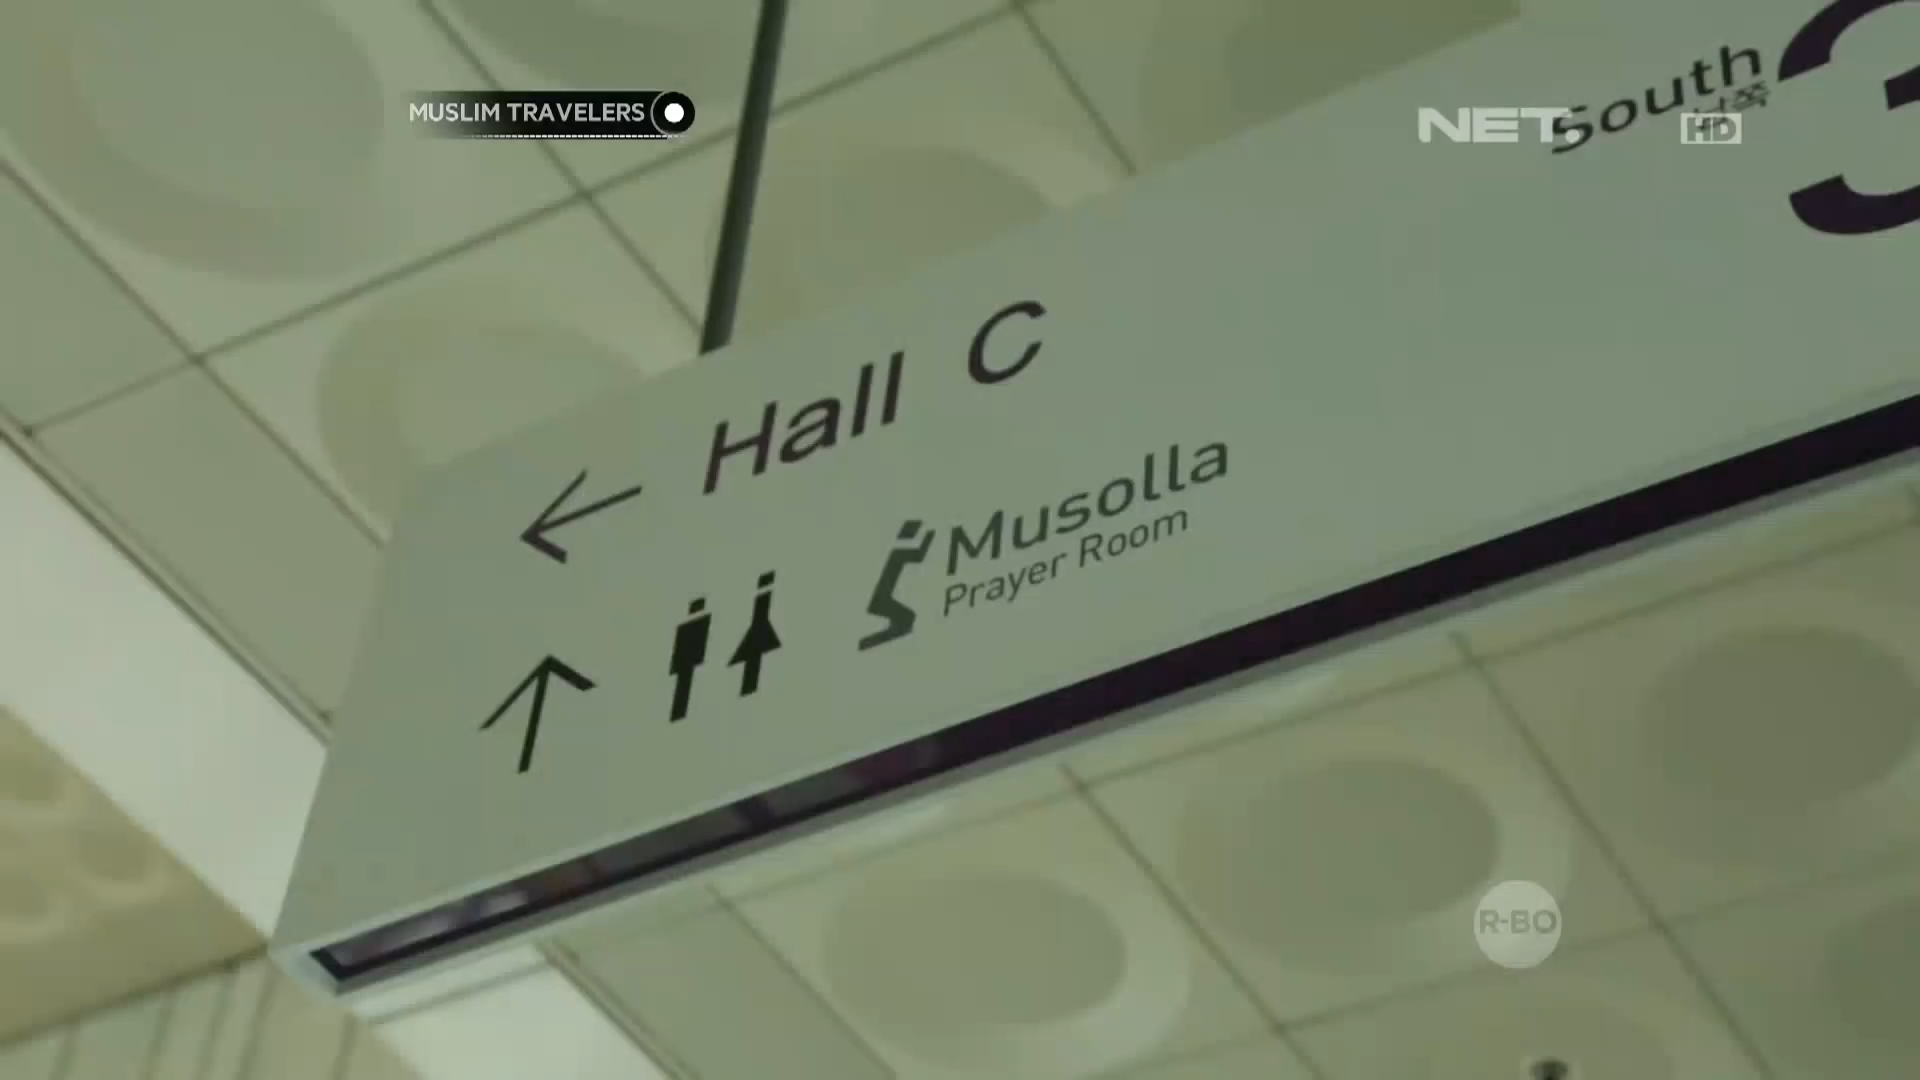 MUSLIM TRAVELERS
NET.
HD
South
3
Hall C
Musolla
Prayer Room
R-BO